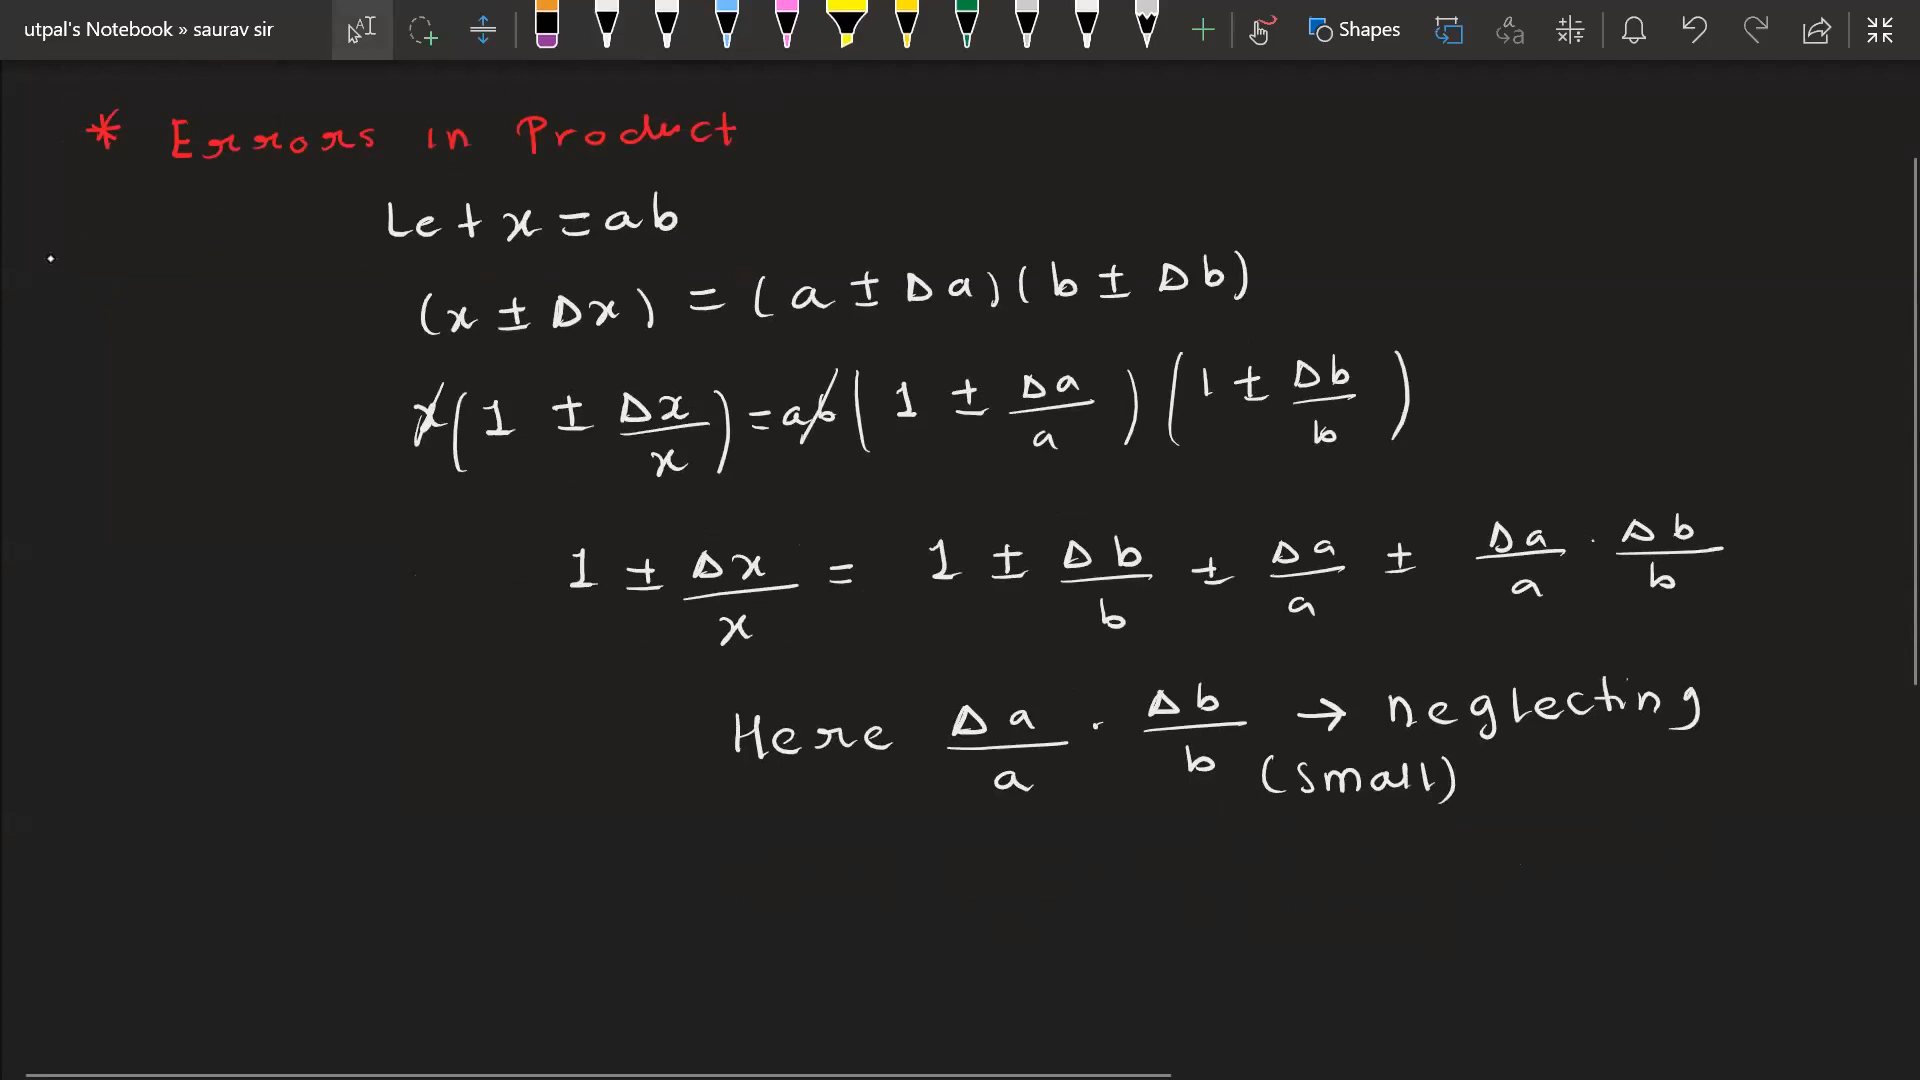 utpal's Notebook » saurav sir
Shapes
* Errors in Product
Let x = ab
(x ± Δx) = (a ± Δa)(b ± Δb)
x(1 ± Δx/x) = ab(1 ± Δa/a)(1 ± Δb/b)
1 ± Δx/x = 1 ± Δb/b ± Δa/a ± Δa/a · Δb/b
Here Δa/a · Δb/b → neglecting
(small)